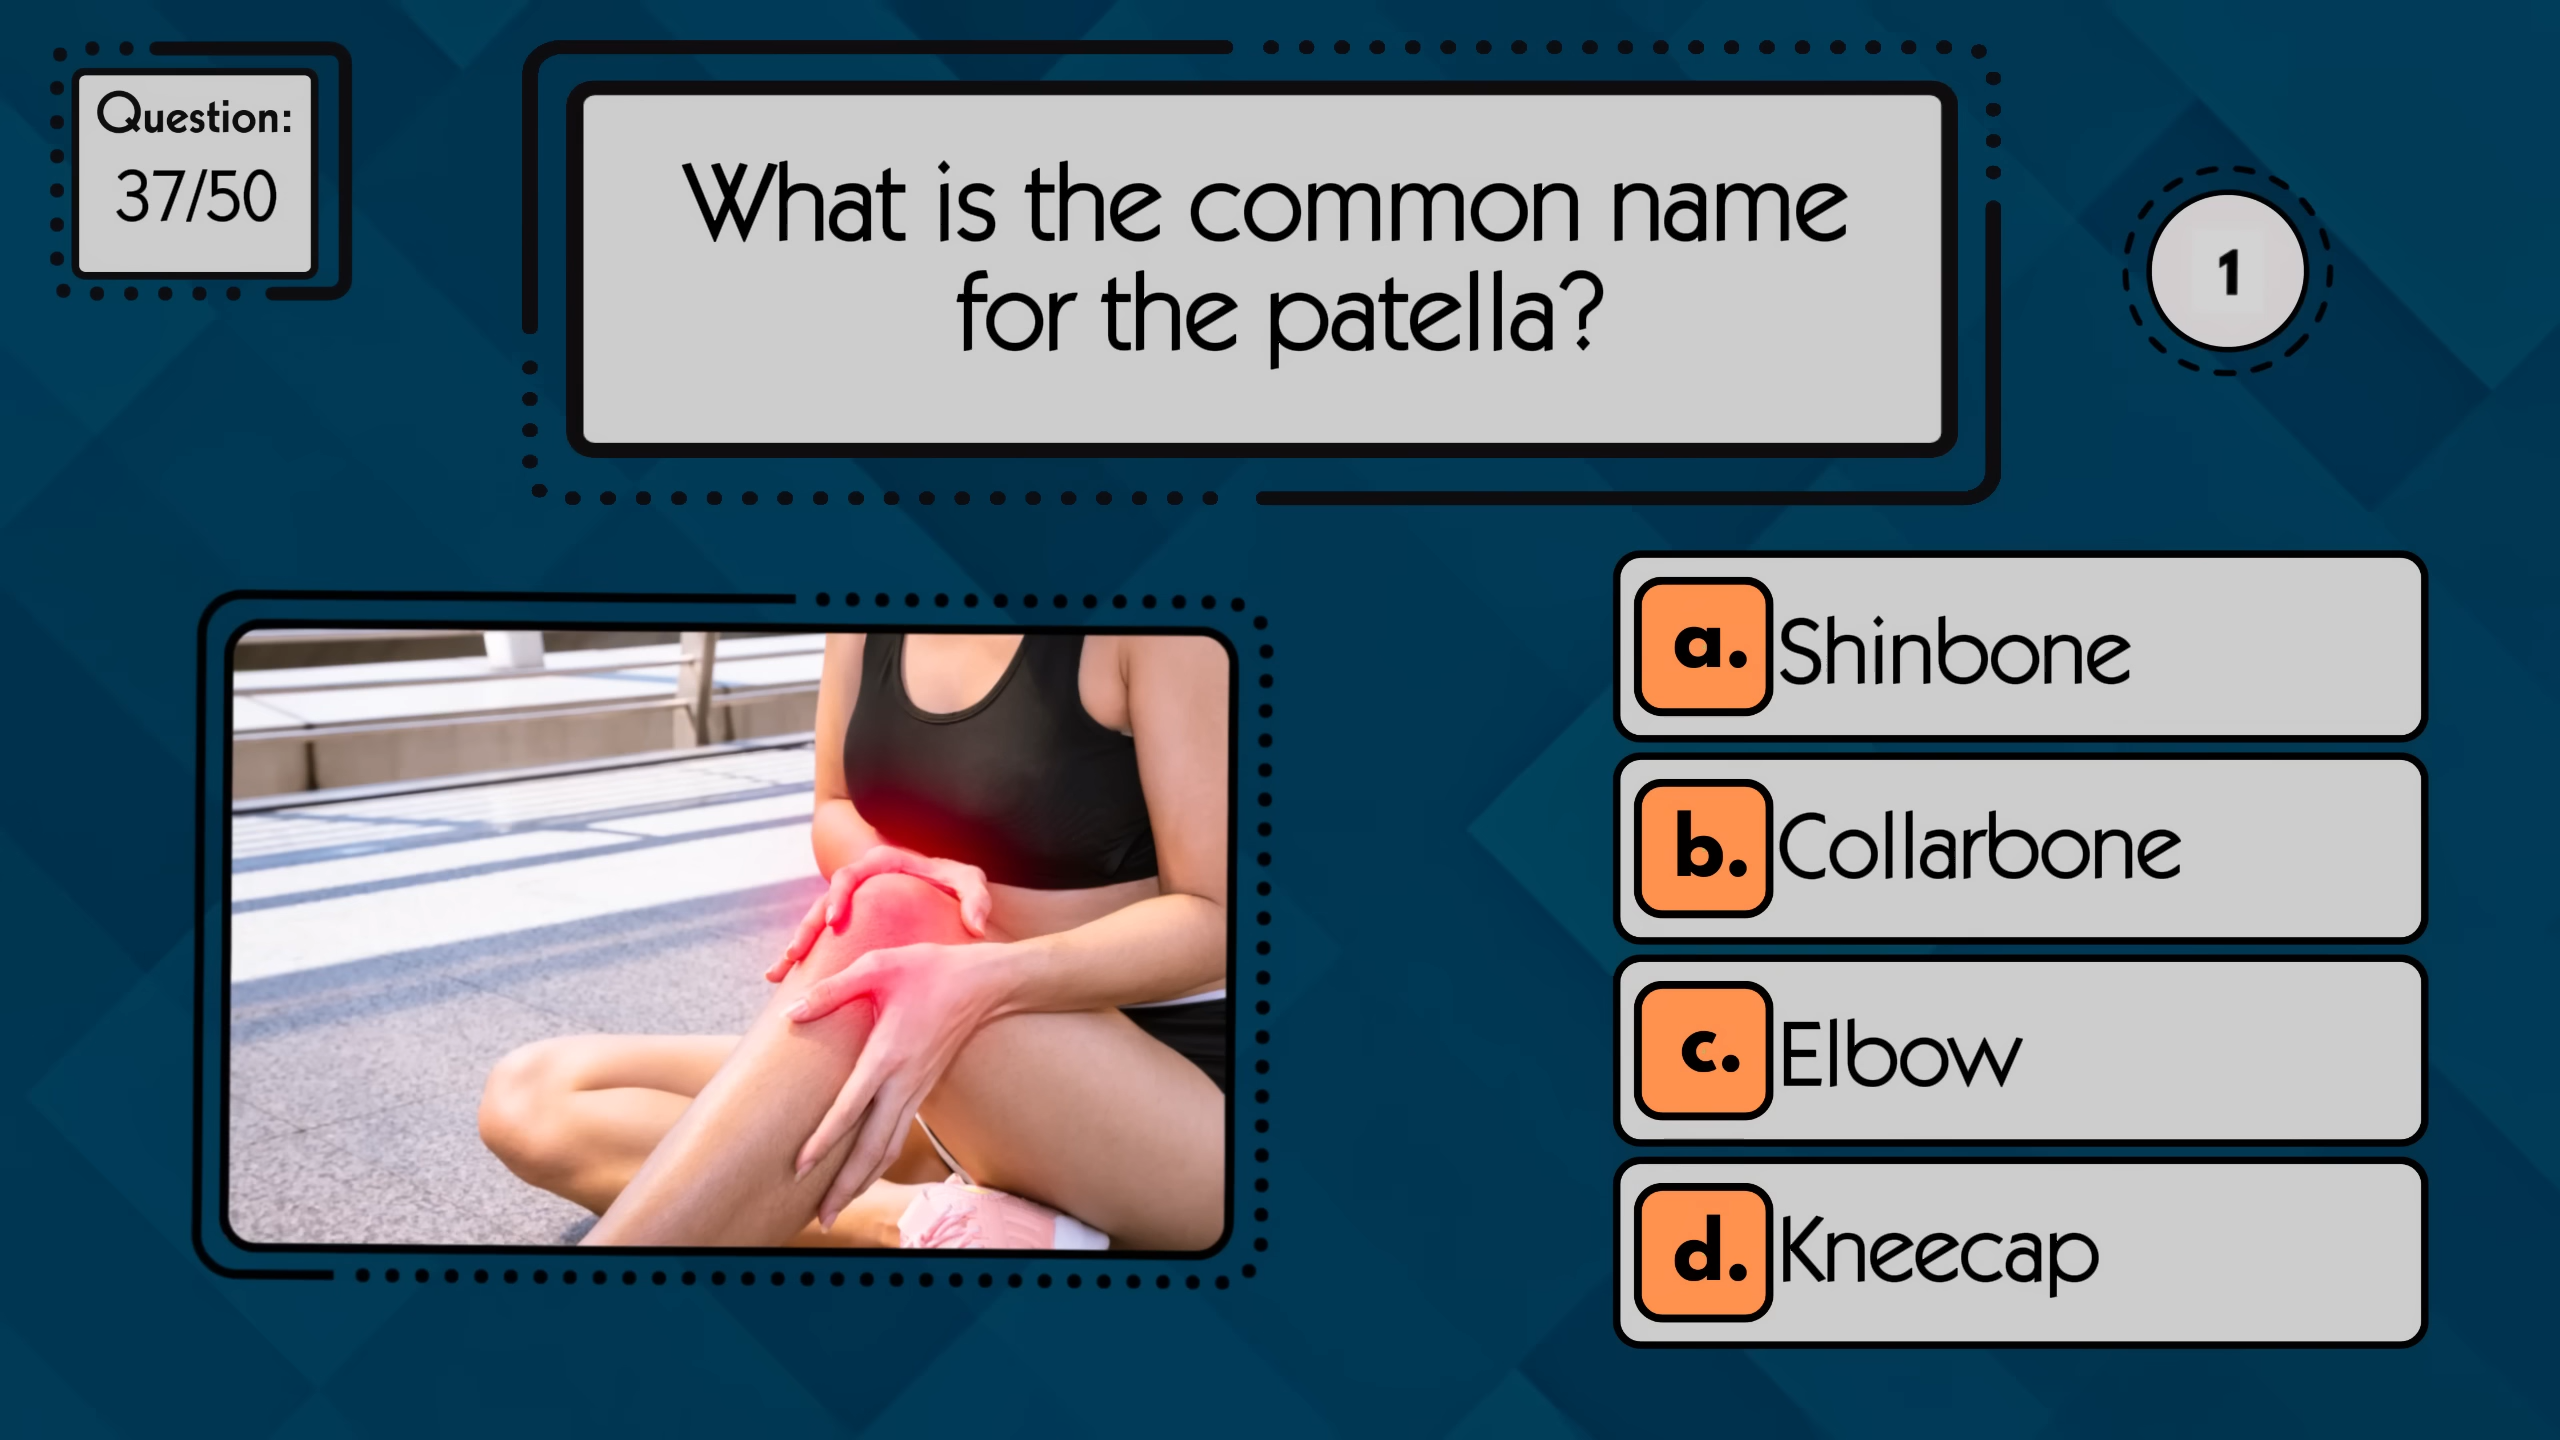 Question:
37/50
What is the common name
for the patella?
1
a. Shinbone
b. Collarbone
c. Elbow
d. Kneecap